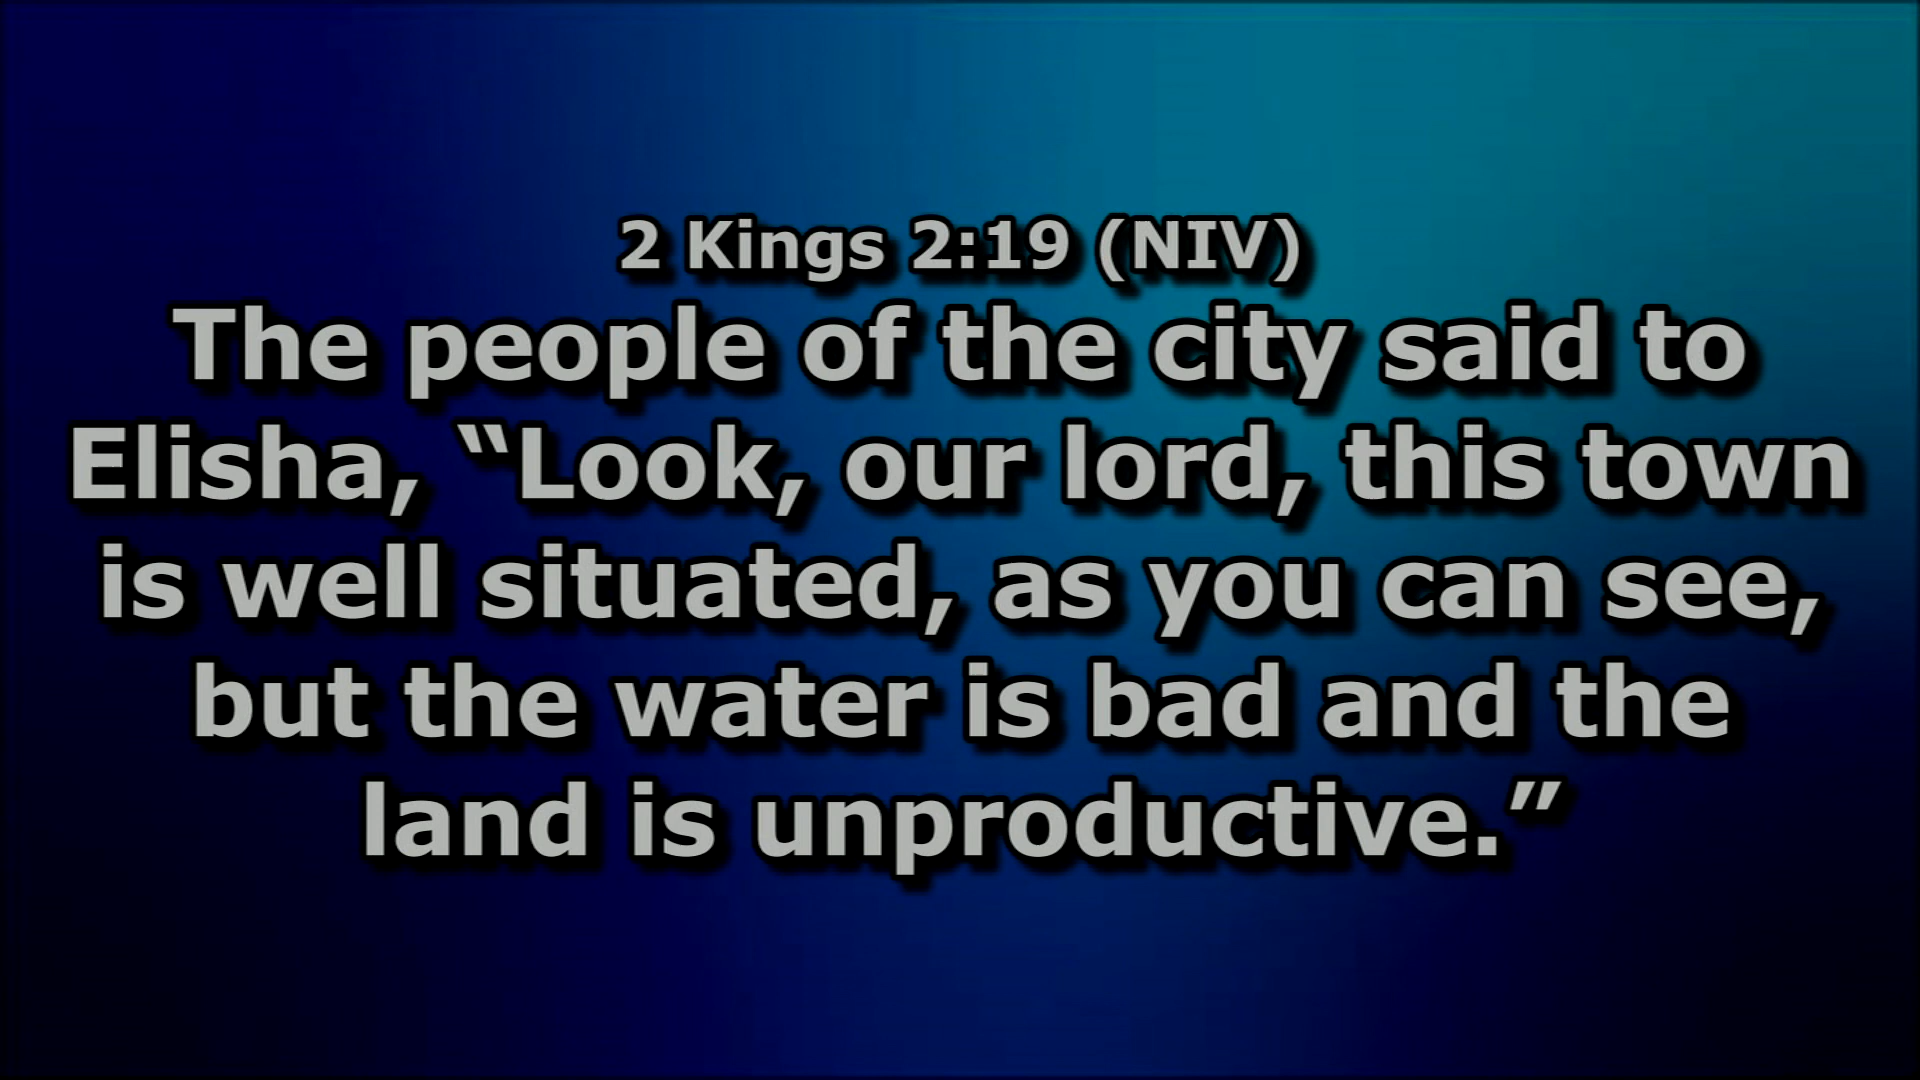 2 Kings 2:19 (NIV)
The people of the city said to
Elisha, “Look, our lord, this town
is well situated, as you can see,
but the water is bad and the
land is unproductive.”